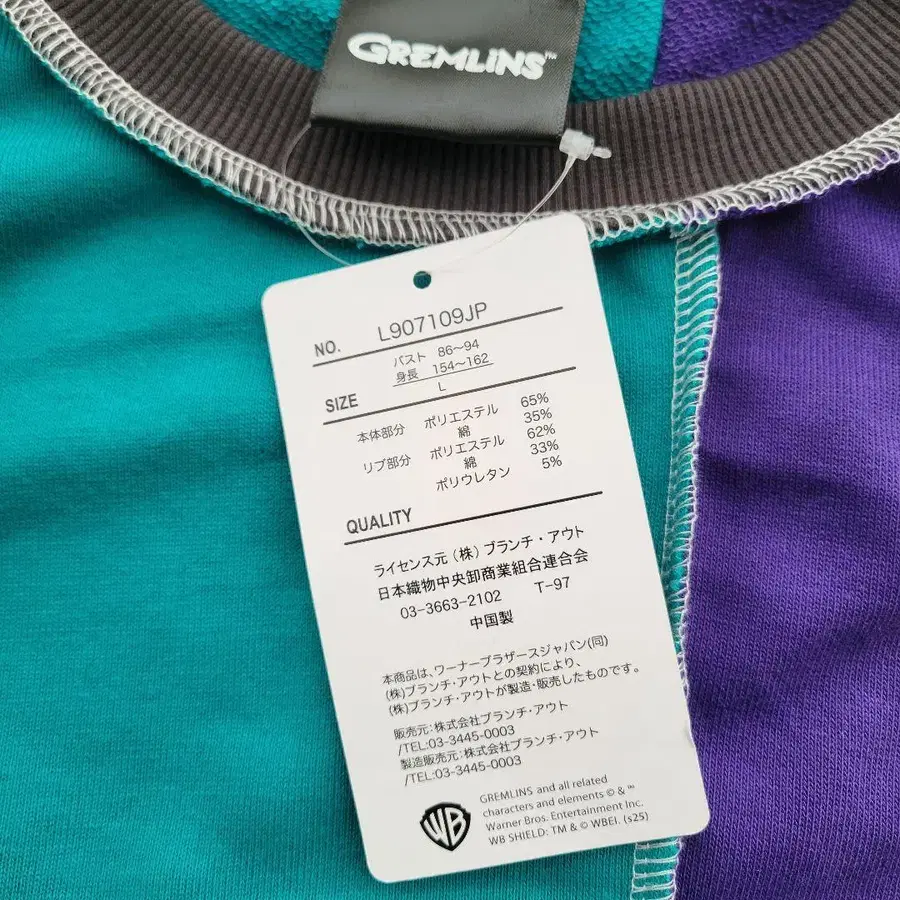 GREMLINS™
NO. L907109JP
バスト 86〜94
身長 154〜162
SIZE L
本体部分 ポリエステル 65%
綿 35%
リブ部分 ポリエステル 62%
綿 33%
ポリウレタン 5%
QUALITY
ライセンス元 (株) ブランチ・アウト
日本織物中央卸商業組合連合会
03-3663-2102 T-97
中国製
本商品は、ワーナーブラザースジャパン(同)
(株)ブランチ・アウトとの契約により、
(株)ブランチ・アウトが製造・販売したものです。
販売元：株式会社ブランチ・アウト
/TEL:03-3445-0003
製造販売元：株式会社ブランチ・アウト
/TEL:03-3445-0003
WB
GREMLINS and all related
characters and elements © & ™
Warner Bros. Entertainment Inc.
WB SHIELD: TM & © WBEI. (s25)